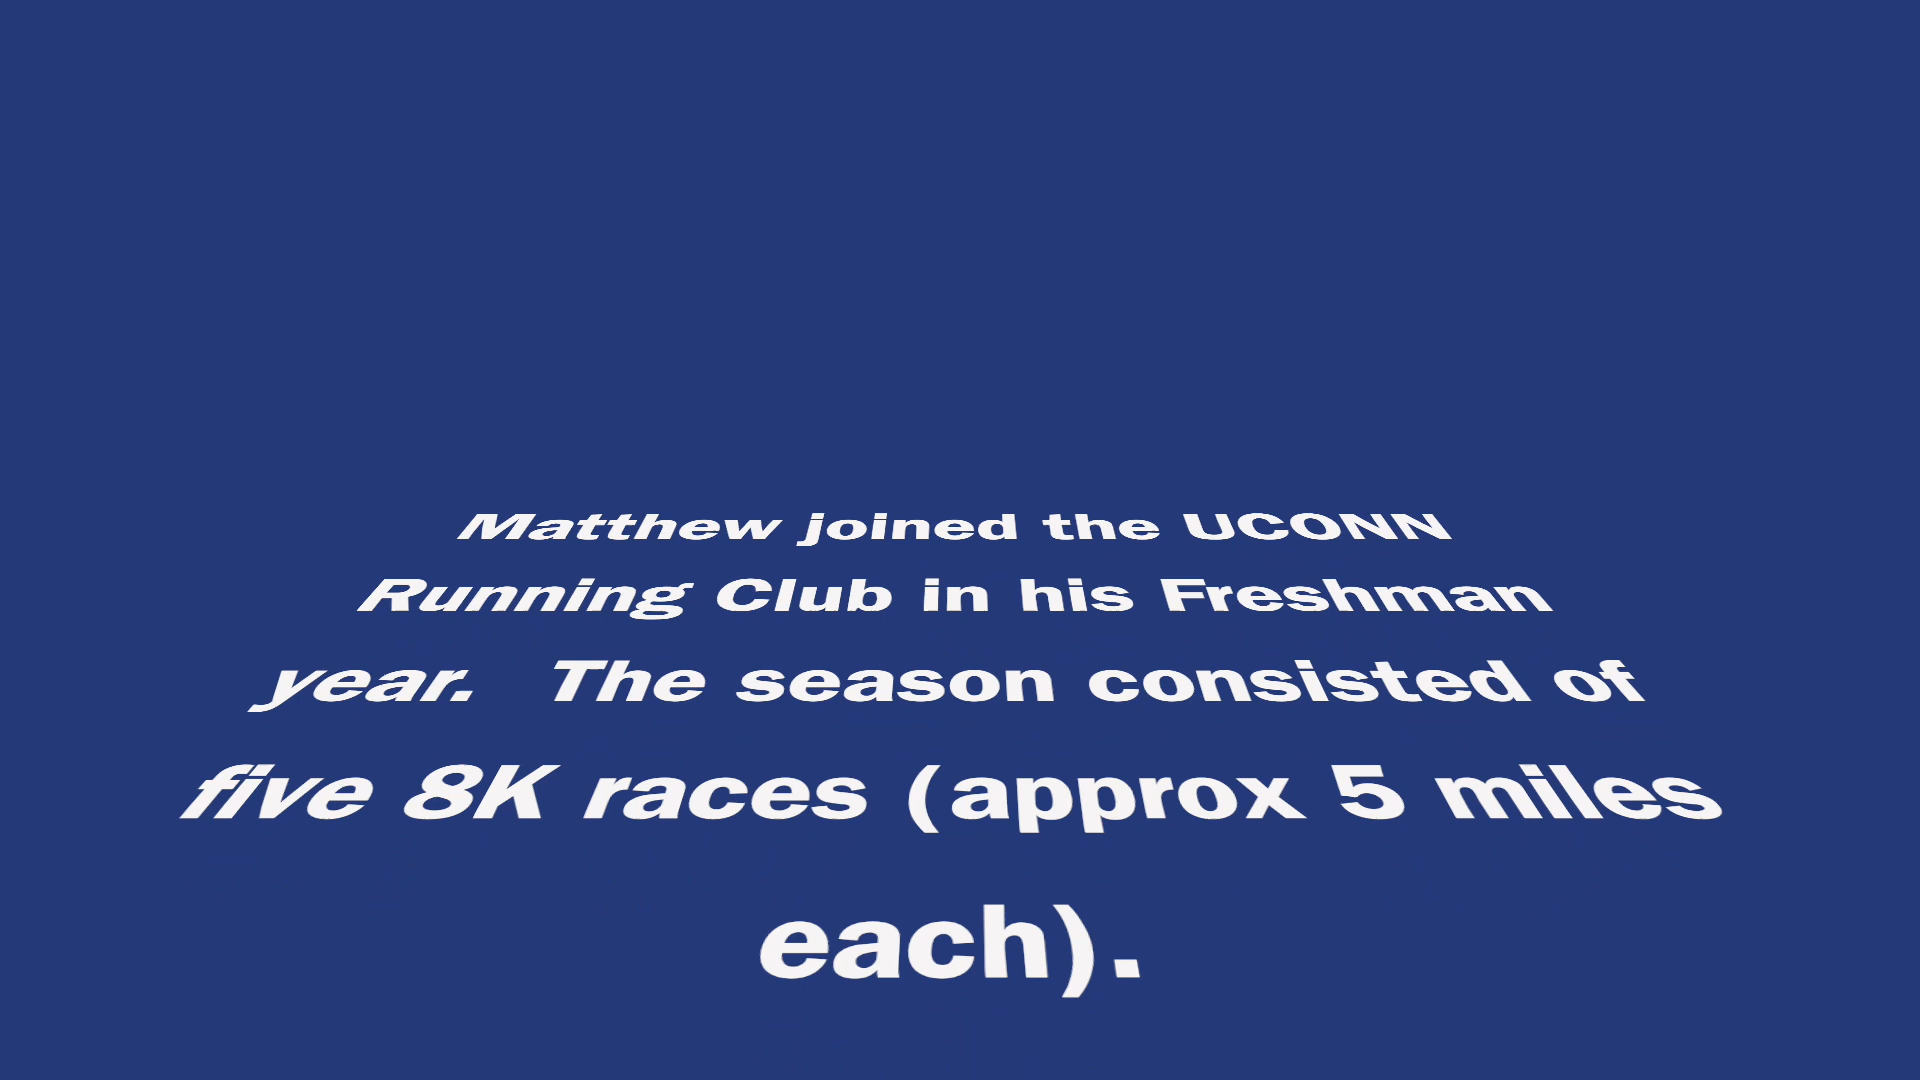 Matthew joined the UCONN
Running Club in his Freshman
year.  The season consisted of
five 8K races (approx 5 miles
each).